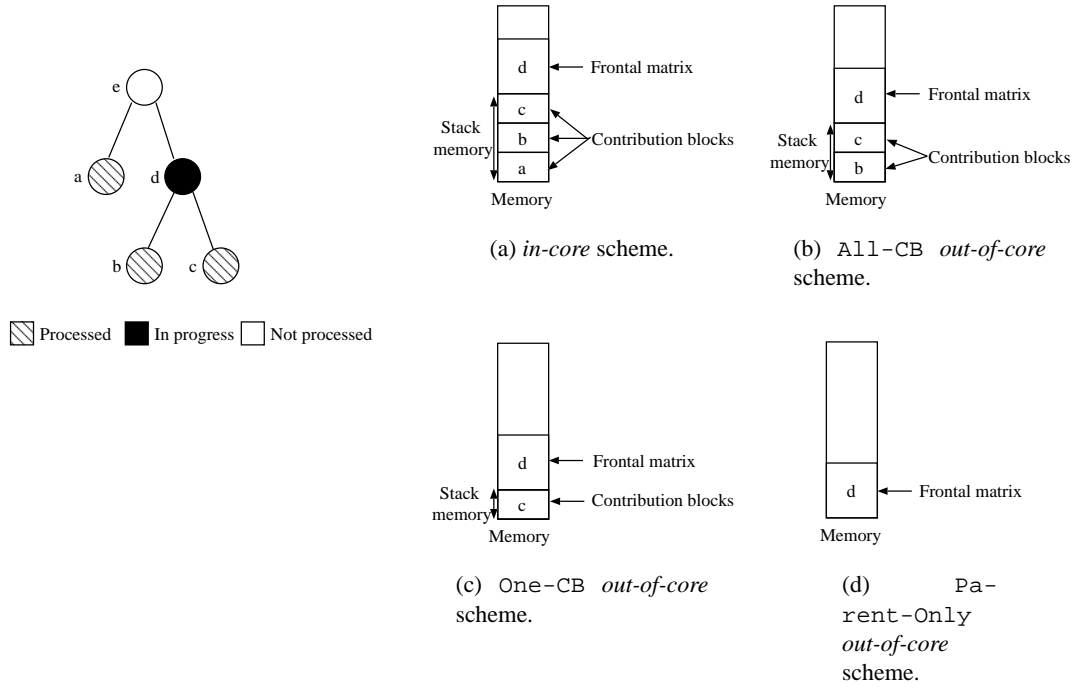 e
a
d
b
c
Processed
In progress
Not processed
d
c
b
a
Stack
memory
Frontal matrix
Contribution blocks
Memory
(a) in-core scheme.
d
c
b
Stack
memory
Frontal matrix
Contribution blocks
Memory
(b) All-CB out-of-core
scheme.
d
c
Stack
memory
Frontal matrix
Contribution blocks
Memory
(c) One-CB out-of-core
scheme.
d
Frontal matrix
Memory
(d) Pa-
rent-Only
out-of-core
scheme.